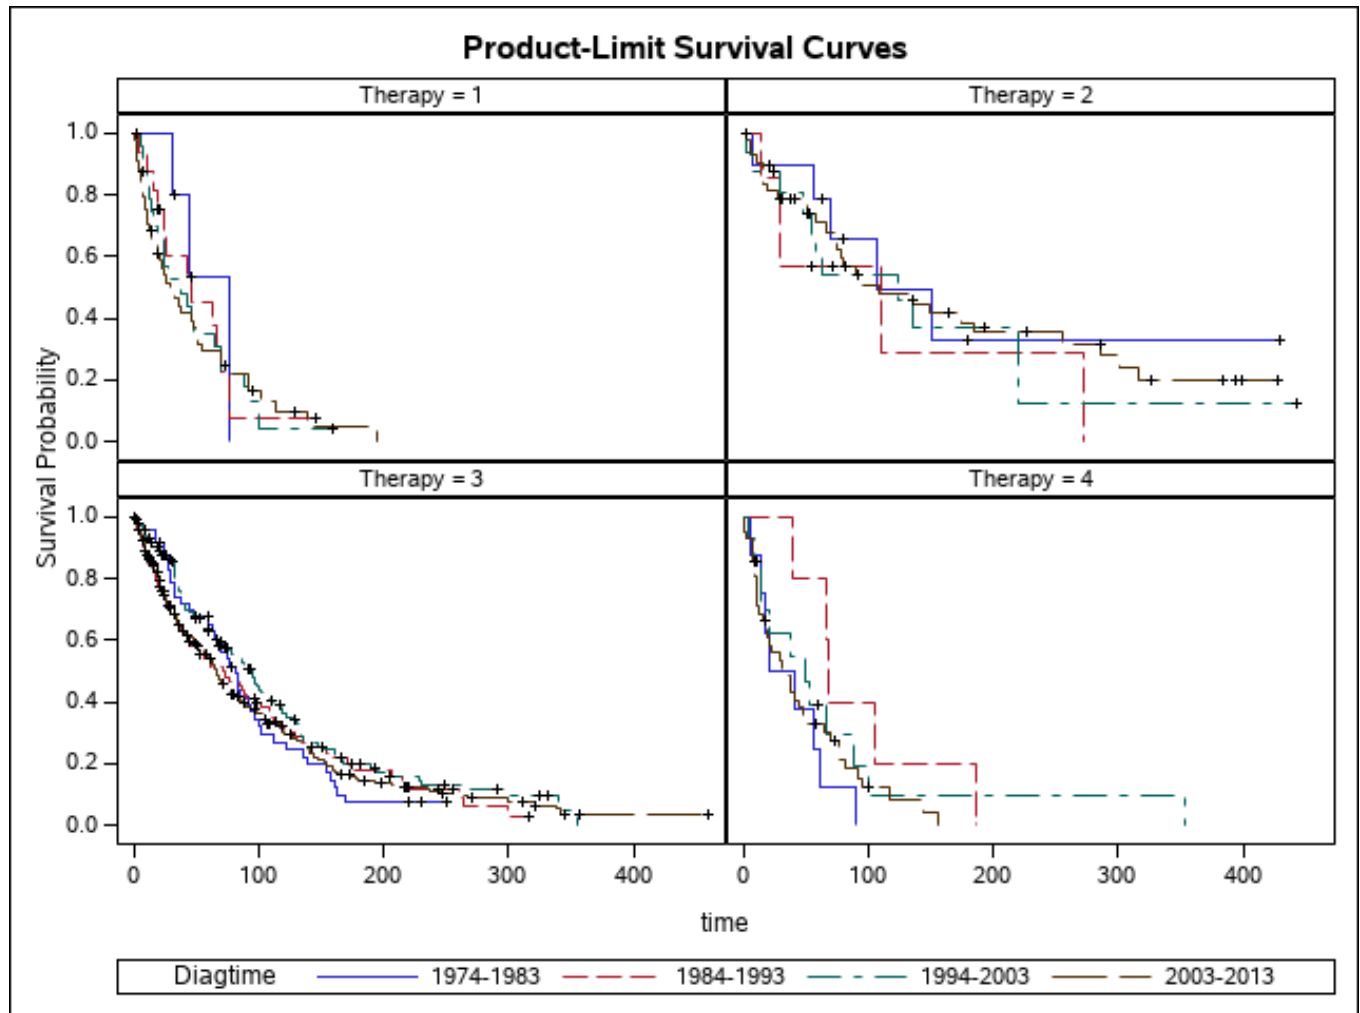 Product-Limit Survival Curves
Therapy = 1
Therapy = 2
1.0
0.8
0.6
0.4
0.2
0.0
Therapy = 3
Therapy = 4
Survival Probability
1.0
0.8
0.6
0.4
0.2
0.0
0 100 200 300 400
0 100 200 300 400
time
Diagtime 1974-1983 1984-1993 1994-2003 2003-2013